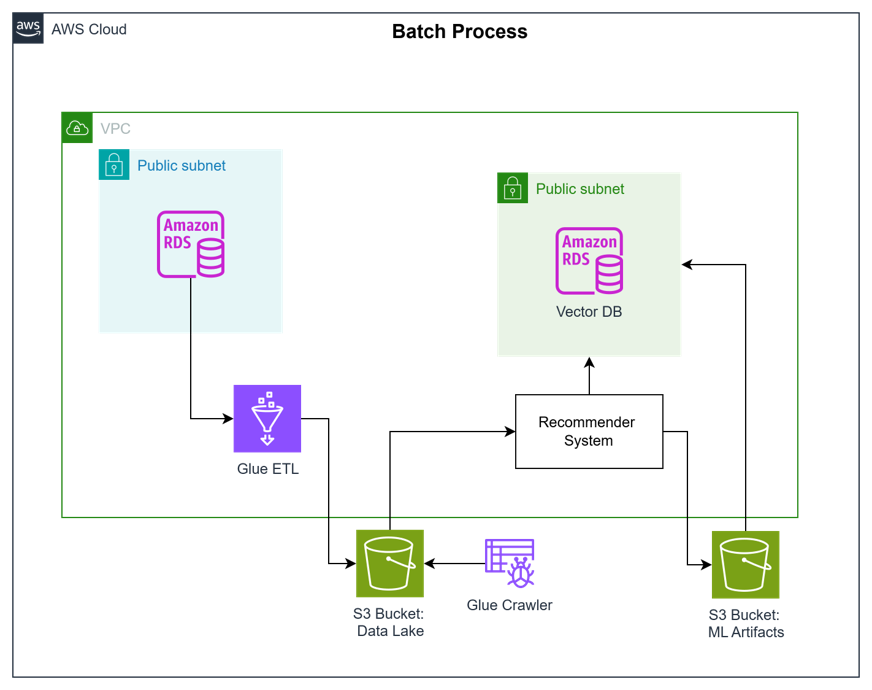 aws
AWS Cloud
Batch Process
VPC
Public subnet
Amazon
RDS
Public subnet
Amazon
RDS
Vector DB
Recommender
System
Glue ETL
S3 Bucket:
Data Lake
Glue Crawler
S3 Bucket:
ML Artifacts